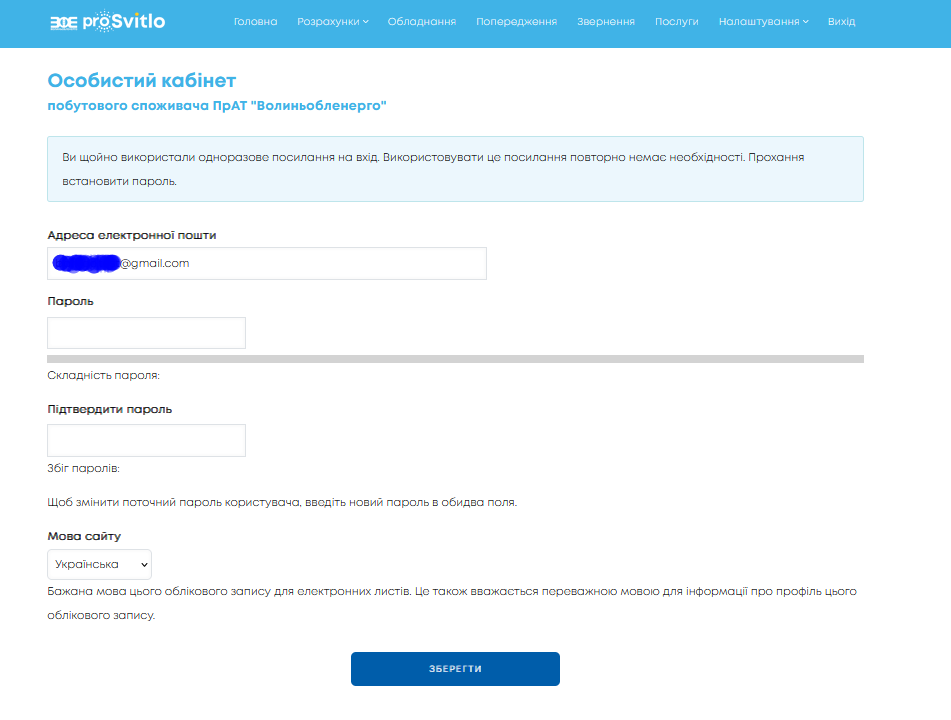 ЗОЕ proSvitlo
Головна Розрахунки Обладнання Попередження Звернення Послуги Налаштування Вихід
Особистий кабінет
побутового споживача ПрАТ "Волиньобленерго"
Ви щойно використали одноразове посилання на вхід. Використовувати це посилання повторно немає необхідності. Прохання
встановити пароль.
Адреса електронної пошти
@gmail.com
Пароль
Складність пароля:
Підтвердити пароль
Збіг паролів:
Щоб змінити поточний пароль користувача, введіть новий пароль в обидва поля.
Мова сайту
Українська
Бажана мова цього облікового запису для електронних листів. Це також вважається переважною мовою для інформації про профіль цього
облікового запису.
ЗБЕРЕГТИ